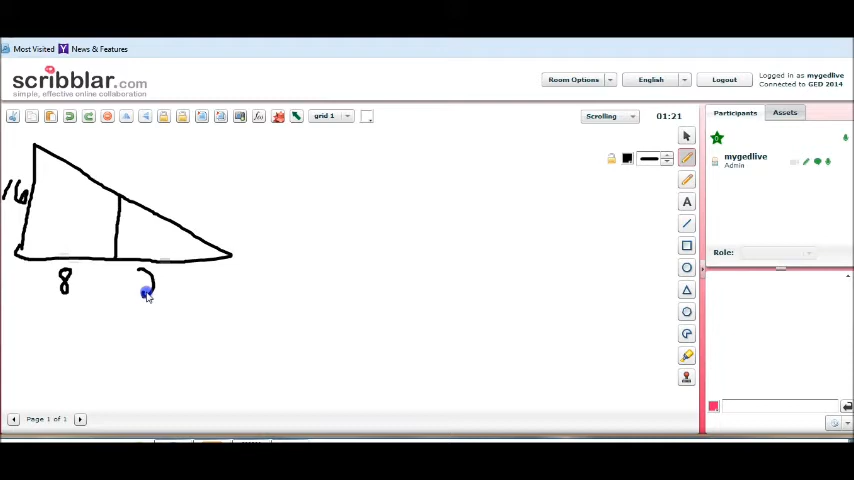 Most Visited Y News & Features
scribblar.com
simple, effective online collaboration
Room Options English Logout Logged in as mygedlive
Connected to GED 2014
f(x) grid 1 Scrolling 01:21 Participants Assets
mygedlive
Admin
16
A
Role:
8
Page 1 of 1